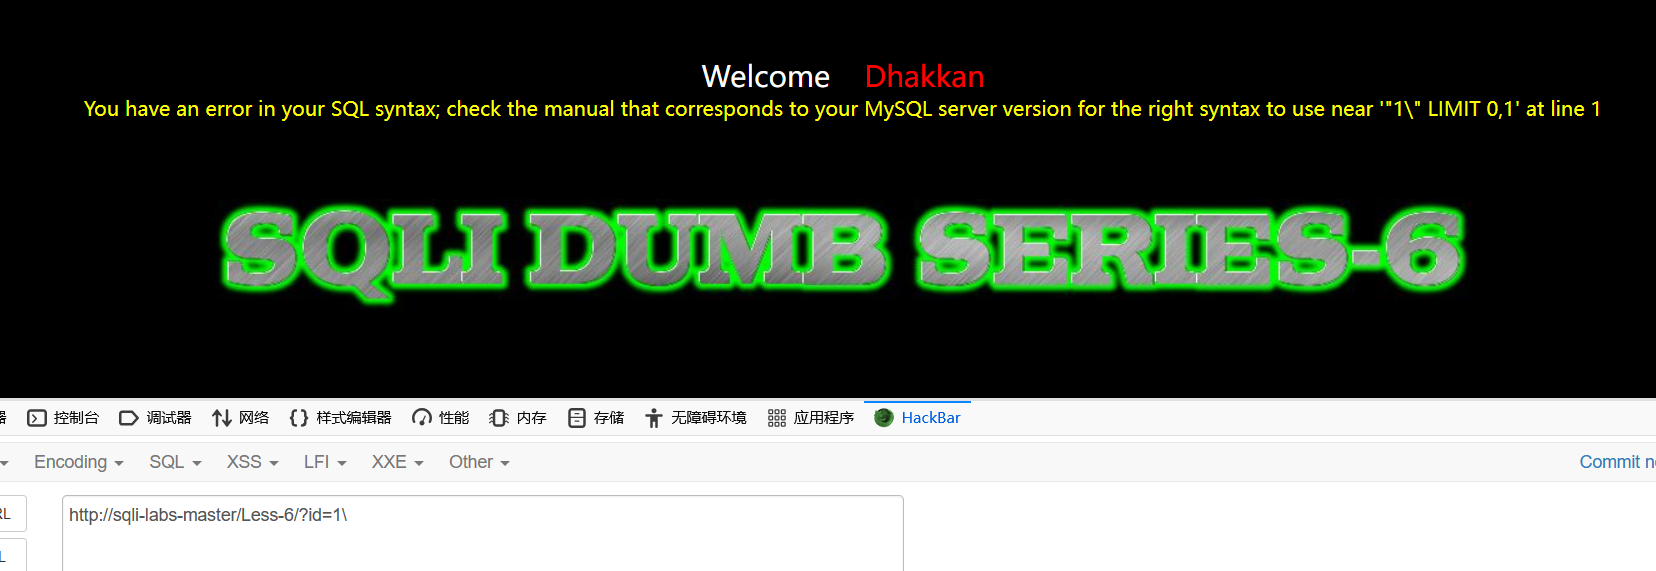 Welcome Dhakkan
You have an error in your SQL syntax; check the manual that corresponds to your MySQL server version for the right syntax to use near '"1\" LIMIT 0,1' at line 1
SQLI DUMB SERIES-6
器 控制台 调试器 网络 样式编辑器 性能 内存 存储 无障碍环境 应用程序 HackBar
Encoding SQL XSS LFI XXE Other Commit n
RL http://sqli-labs-master/Less-6/?id=1\
L